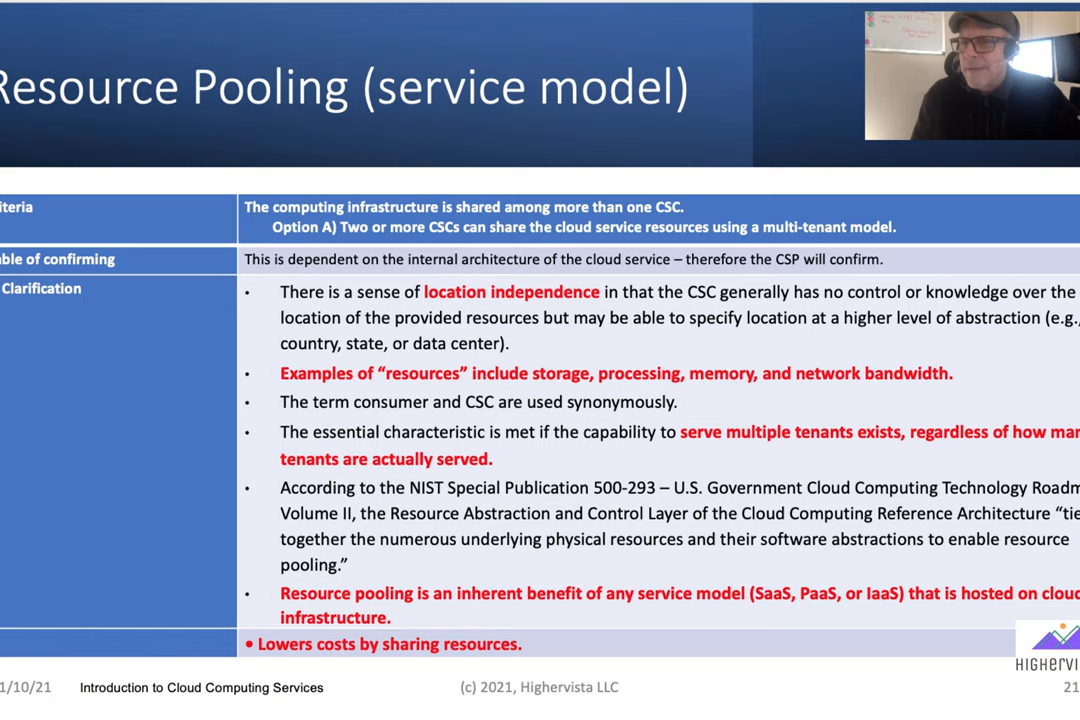 Resource Pooling (service model)
iteria
The computing infrastructure is shared among more than one CSC.
Option A) Two or more CSCs can share the cloud service resources using a multi-tenant model.
ble of confirming
This is dependent on the internal architecture of the cloud service – therefore the CSP will confirm.
Clarification
• There is a sense of location independence in that the CSC generally has no control or knowledge over the
location of the provided resources but may be able to specify location at a higher level of abstraction (e.g.,
country, state, or data center).
• Examples of “resources” include storage, processing, memory, and network bandwidth.
• The term consumer and CSC are used synonymously.
• The essential characteristic is met if the capability to serve multiple tenants exists, regardless of how man
tenants are actually served.
• According to the NIST Special Publication 500-293 – U.S. Government Cloud Computing Technology Roadm
Volume II, the Resource Abstraction and Control Layer of the Cloud Computing Reference Architecture “tie
together the numerous underlying physical resources and their software abstractions to enable resource
pooling.”
• Resource pooling is an inherent benefit of any service model (SaaS, PaaS, or IaaS) that is hosted on cloud
infrastructure.
• Lowers costs by sharing resources.
HIGHERVI
1/10/21
Introduction to Cloud Computing Services
(c) 2021, Highervista LLC
21